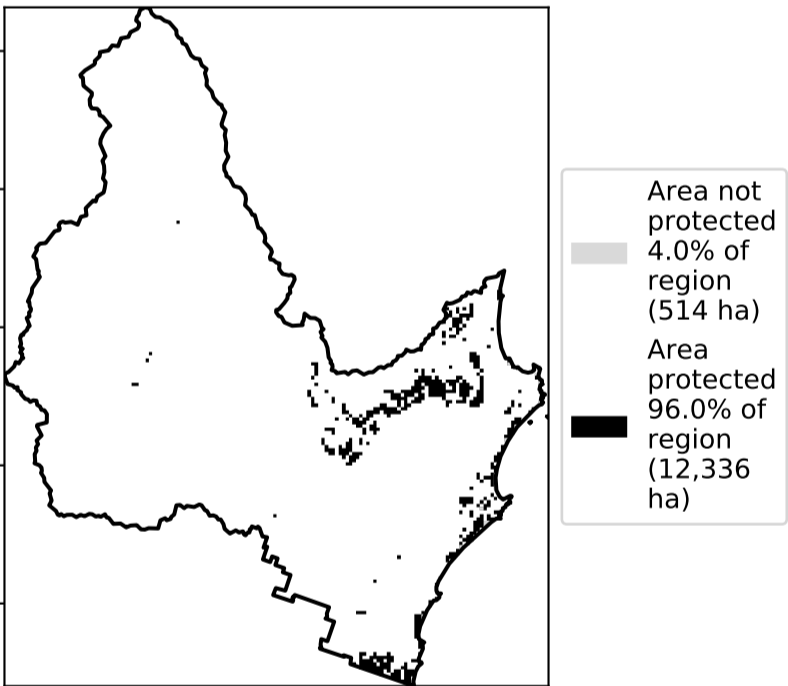 Area not
protected
4.0% of
region
(514 ha)
Area
protected
96.0% of
region
(12,336
ha)